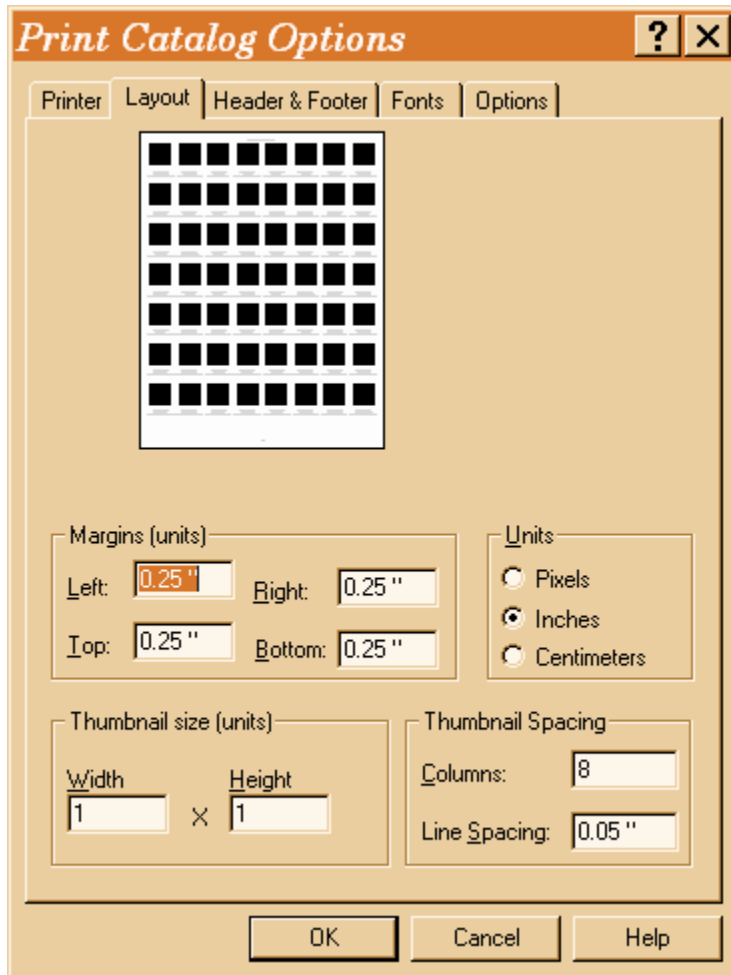 Print Catalog Options ? X
Printer Layout Header & Footer Fonts Options
Margins (units)
Left: 0.25 " Right: 0.25 "
Top: 0.25 " Bottom: 0.25 "
Units
Pixels
Inches
Centimeters
Thumbnail size (units)
Width Height
1 X 1
Thumbnail Spacing
Columns: 8
Line Spacing: 0.05 "
OK Cancel Help